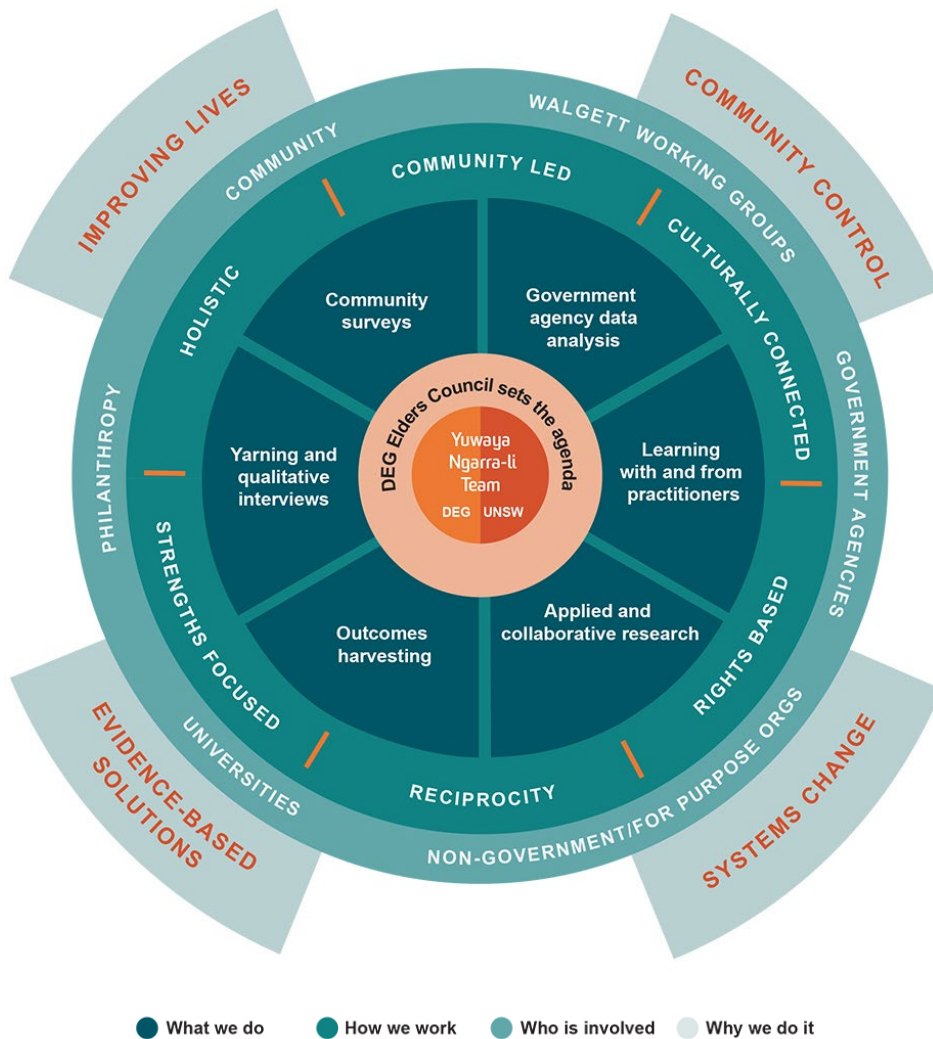 IMPROVING LIVES
COMMUNITY CONTROL
COMMUNITY
WALGETT WORKING GROUPS
GOVERNMENT AGENCIES
NON-GOVERNMENT/FOR PURPOSE ORGS
UNIVERSITIES
PHILANTHROPY
COMMUNITY LED
CULTURALLY CONNECTED
RIGHTS BASED
RECIPROCITY
STRENGTHS FOCUSED
HOLISTIC
Community
surveys
Government
agency data
analysis
Learning
with and from
practitioners
Applied and
collaborative research
Outcomes
harvesting
Yarning and
qualitative
interviews
DEG Elders Council sets the agenda
Yuwaya
Ngarra-li
Team
DEG UNSW
EVIDENCE-BASED
SOLUTIONS
SYSTEMS CHANGE
What we do
How we work
Who is involved
Why we do it